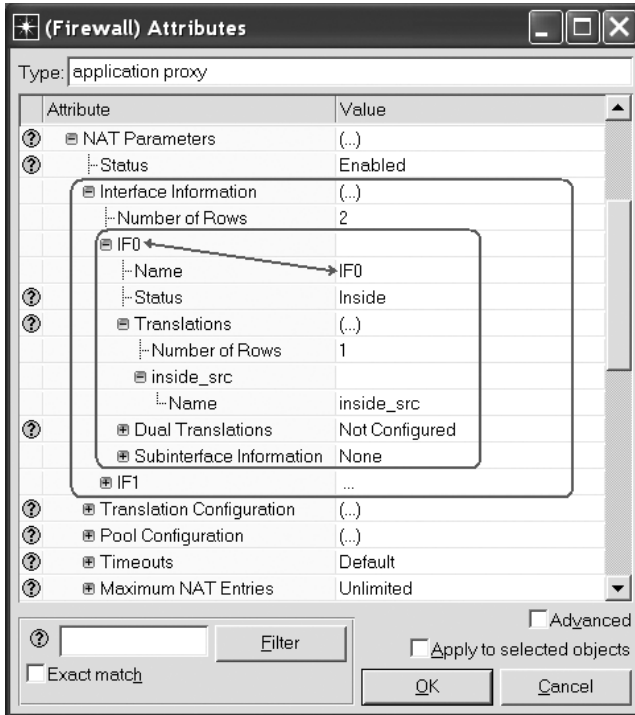 (Firewall) Attributes
Type: application proxy
Attribute Value
NAT Parameters (...)
Status Enabled
Interface Information (...)
Number of Rows 2
IF0
Name IF0
Status Inside
Translations (...)
Number of Rows 1
inside_src
Name inside_src
Dual Translations Not Configured
Subinterface Information None
IF1 ...
Translation Configuration (...)
Pool Configuration (...)
Timeouts Default
Maximum NAT Entries Unlimited
Advanced
Filter
Apply to selected objects
Exact match
OK Cancel